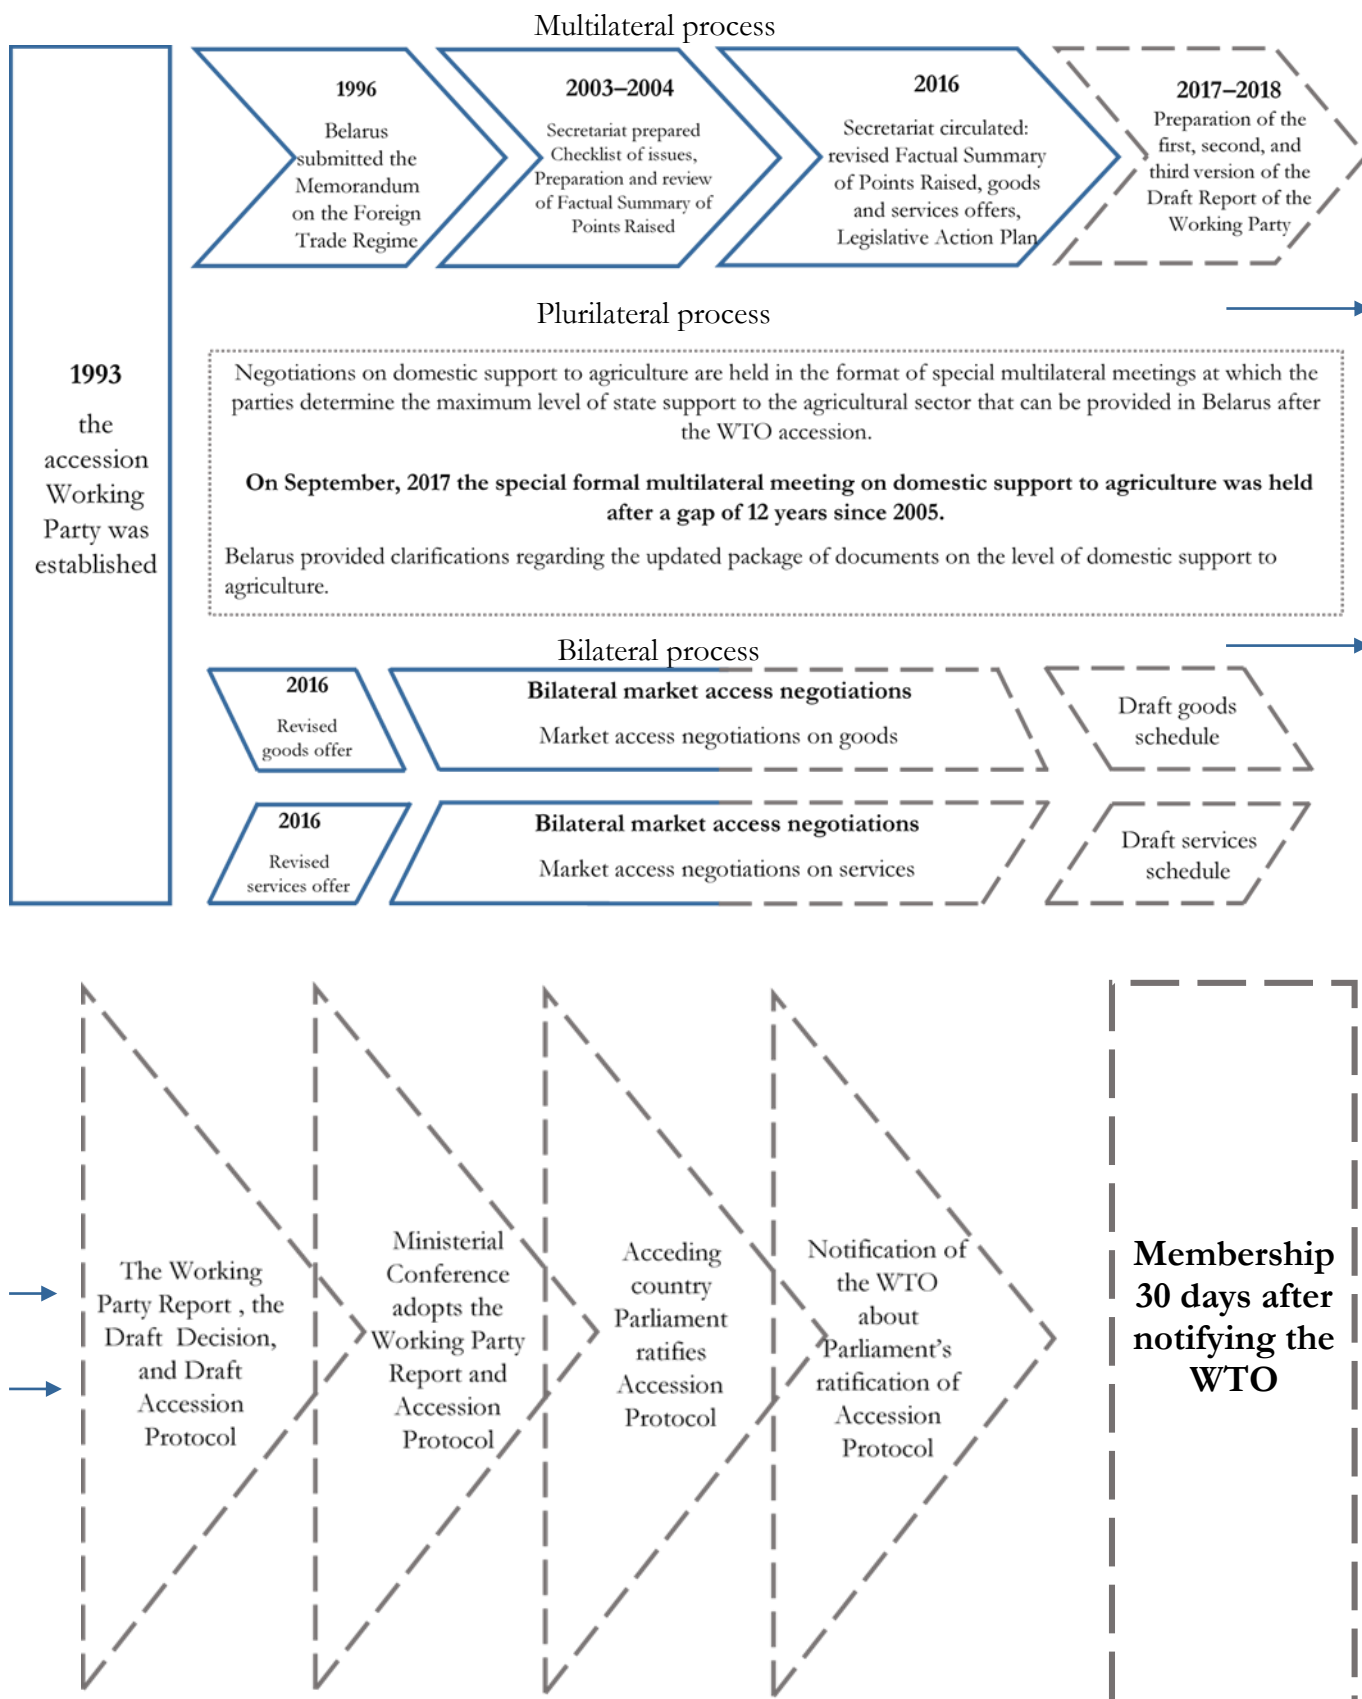 Multilateral process
1993
the
accession
Working
Party was
established
1996
Belarus
submitted the
Memorandum
on the Foreign
Trade Regime
2003–2004
Secretariat prepared
Checklist of issues,
Preparation and review
of Factual Summary of
Points Raised
2016
Secretariat circulated:
revised Factual Summary
of Points Raised, goods
and services offers,
Legislative Action Plan
2017–2018
Preparation of the
first, second, and
third version of the
Draft Report of the
Working Party
Plurilateral process
Negotiations on domestic support to agriculture are held in the format of special multilateral meetings at which the
parties determine the maximum level of state support to the agricultural sector that can be provided in Belarus after
the WTO accession.
On September, 2017 the special formal multilateral meeting on domestic support to agriculture was held
after a gap of 12 years since 2005.
Belarus provided clarifications regarding the updated package of documents on the level of domestic support to
agriculture.
Bilateral process
2016
Revised
goods offer
Bilateral market access negotiations
Market access negotiations on goods
Draft goods
schedule
2016
Revised
services offer
Bilateral market access negotiations
Market access negotiations on services
Draft services
schedule
The Working
Party Report , the
Draft Decision,
and Draft
Accession
Protocol
Ministerial
Conference
adopts the
Working Party
Report and
Accession
Protocol
Acceding
country
Parliament
ratifies
Accession
Protocol
Notification of
the WTO
about
Parliament's
ratification of
Accession
Protocol
Membership
30 days after
notifying the
WTO